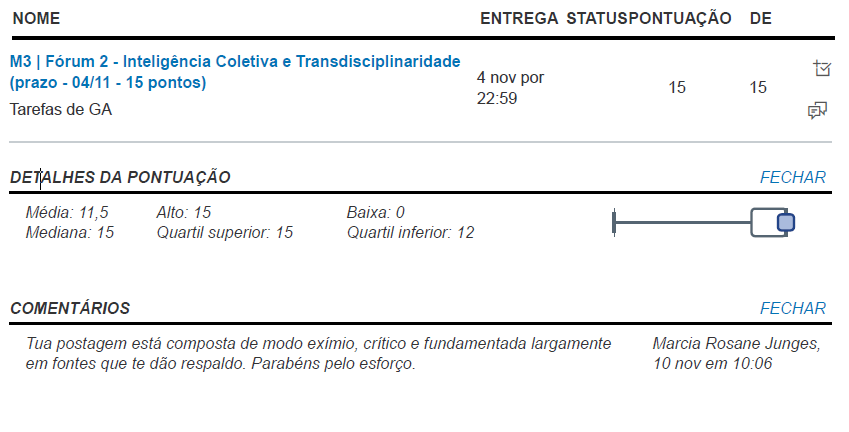 NOME ENTREGA STATUSPONTUAÇÃO DE
M3 | Fórum 2 - Inteligência Coletiva e Transdisciplinaridade
(prazo - 04/11 - 15 pontos)
Tarefas de GA
4 nov por
22:59
15
15
DETALHES DA PONTUAÇÃO FECHAR
Média: 11,5 Alto: 15 Baixa: 0
Mediana: 15 Quartil superior: 15 Quartil inferior: 12
COMENTÁRIOS FECHAR
Tua postagem está composta de modo exímio, crítico e fundamentada largamente
em fontes que te dão respaldo. Parabéns pelo esforço.
Marcia Rosane Junges,
10 nov em 10:06